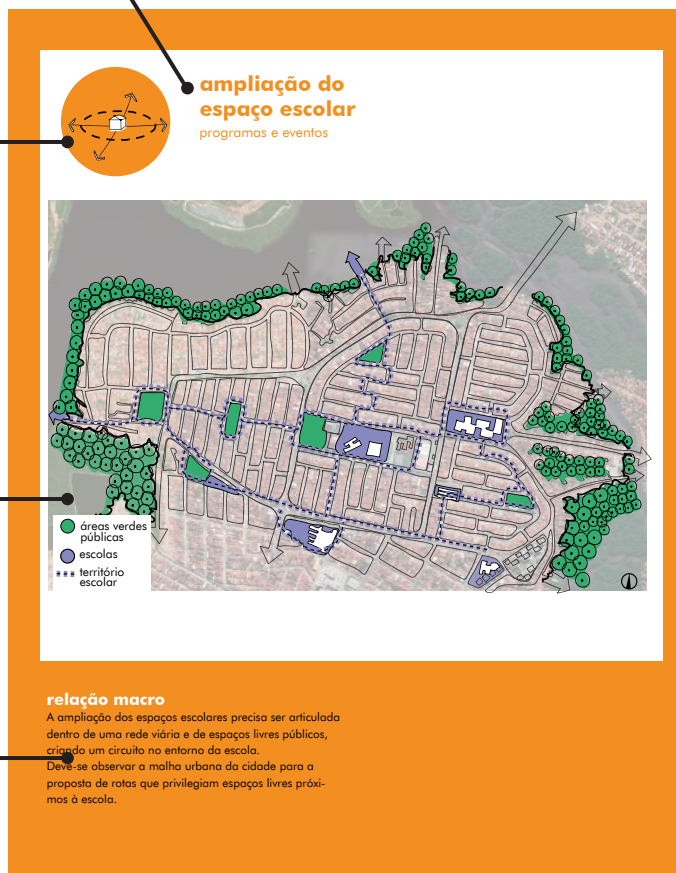 ampliação do
espaço escolar
programas e eventos
áreas verdes
públicas
escolas
território
escolar
relação macro
A ampliação dos espaços escolares precisa ser articulada
dentro de uma rede viária e de espaços livres públicos,
criando um circuito no entorno da escola.
Deve-se observar a malha urbana da cidade para a
proposta de rotas que privilegiam espaços livres próxi-
mos à escola.